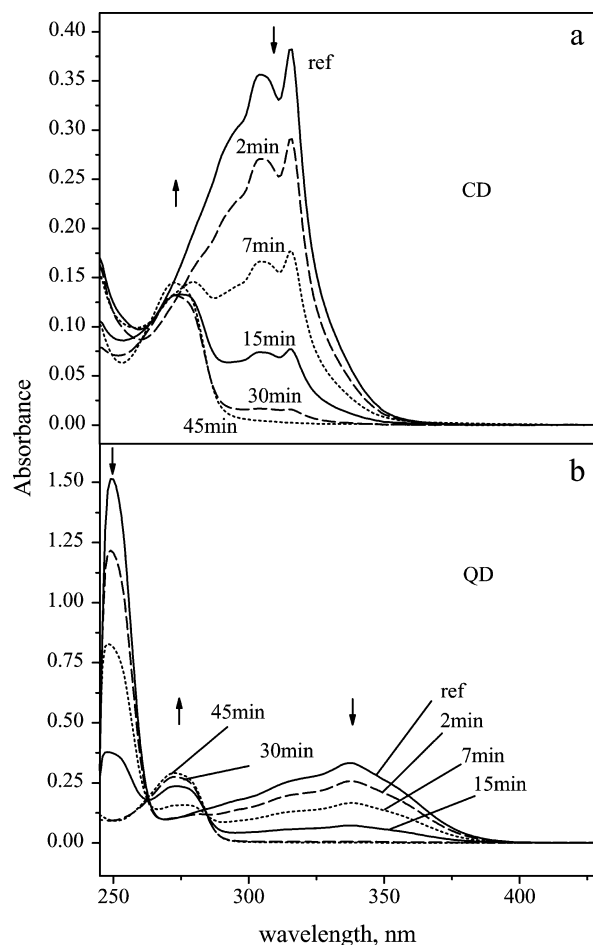 a
0.40
ref
0.35
0.30
2min
0.25
CD
0.20
7min
0.15
15min
0.10
0.05
30min
0.00
45min
Absorbance
b
1.50
1.25
QD
1.00
0.75
ref
45min
2min
0.50
30min
7min
0.25
15min
0.00
250
300
350
400
wavelength, nm